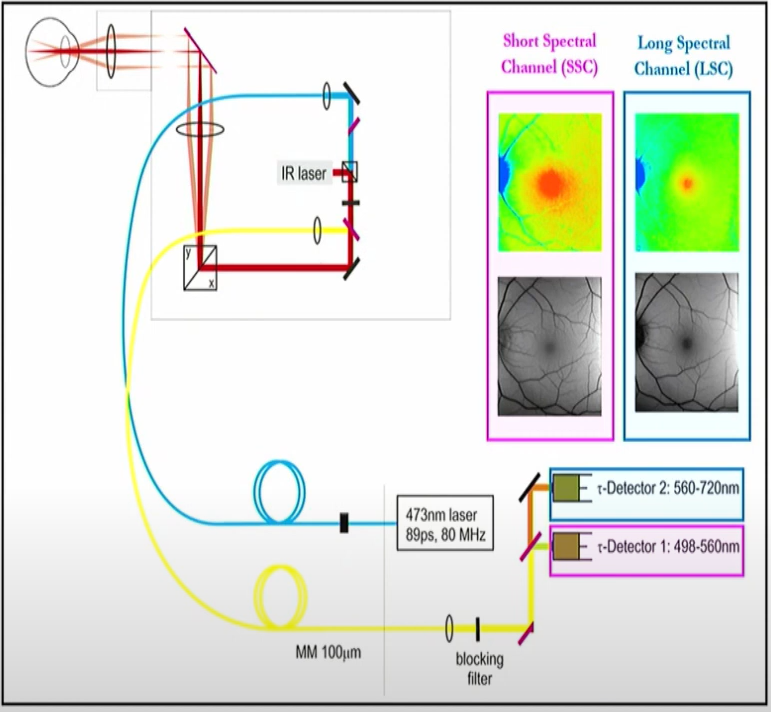 Short Spectral
Channel (SSC)
Long Spectral
Channel (LSC)
IR laser
y
x
473nm laser
89ps, 80 MHz
τ-Detector 2: 560-720nm
τ-Detector 1: 498-560nm
MM 100µm
blocking
filter